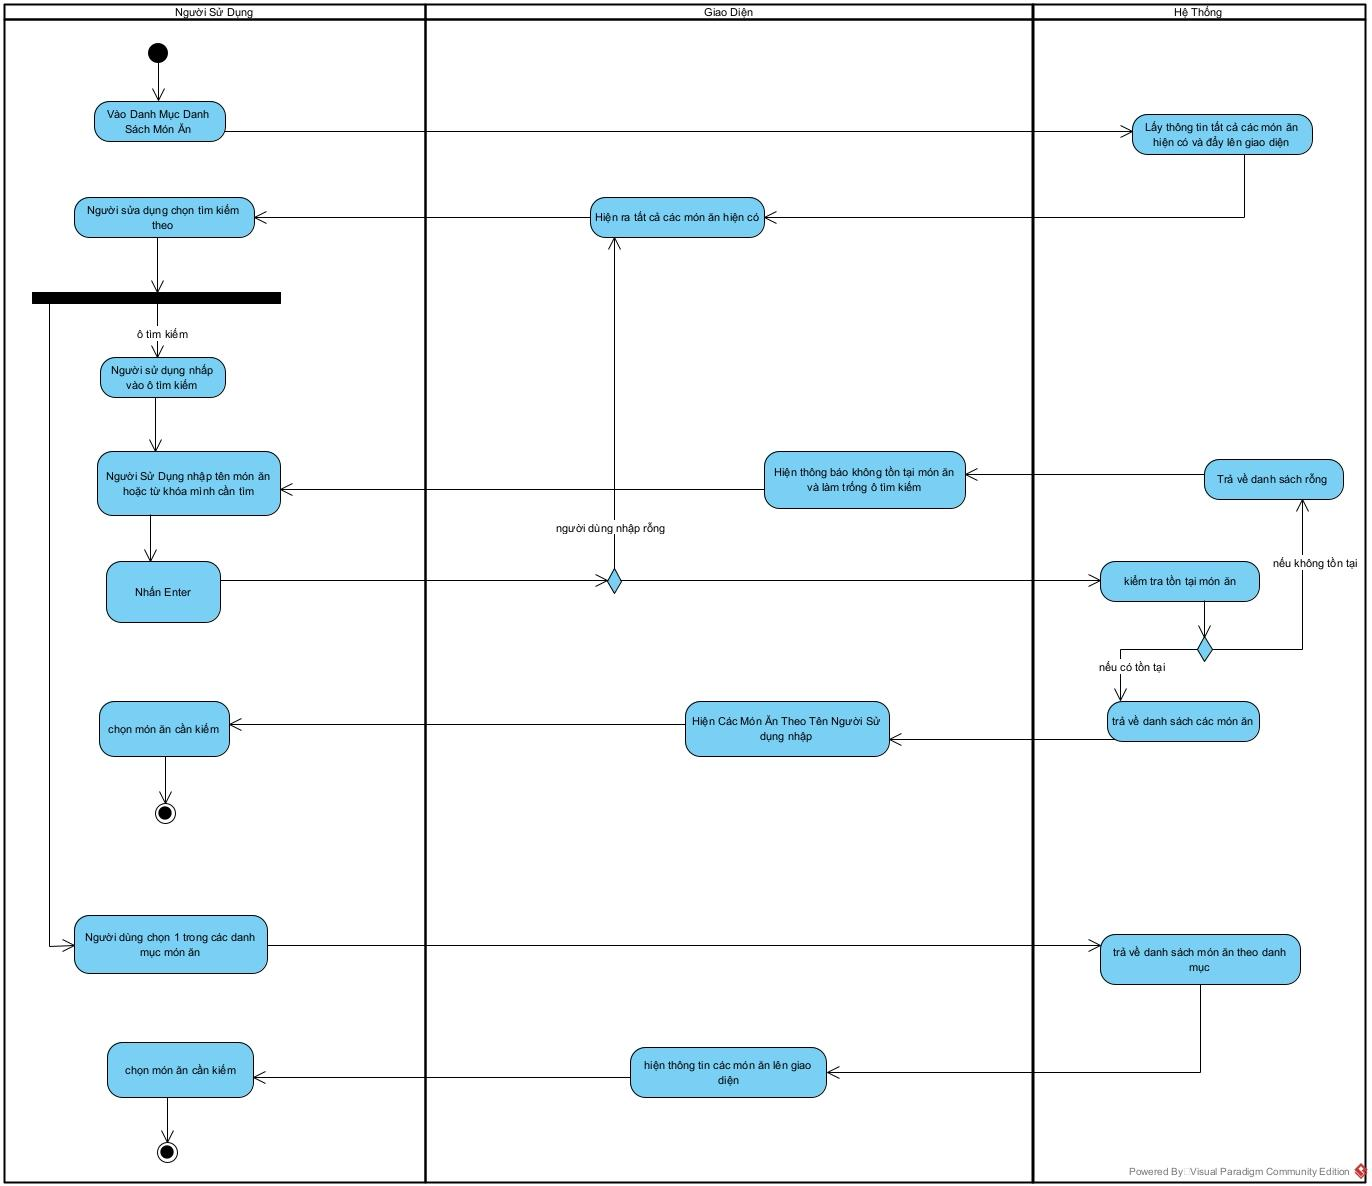 Người Sử Dụng
Giao Diện
Hệ Thống
Vào Danh Mục Danh
Sách Món Ăn
Lấy thông tin tất cả các món ăn
hiện có và đẩy lên giao diện
Người sửa dụng chọn tìm kiếm
theo
Hiện ra tất cả các món ăn hiện có
ô tìm kiếm
Người sử dụng nhấp
vào ô tìm kiếm
Người Sử Dụng nhập tên món ăn
hoặc từ khóa mình cần tìm
Hiện thông báo không tồn tại món ăn
và làm trống ô tìm kiếm
Trả về danh sách rỗng
người dùng nhập rỗng
nếu không tồn tại
Nhấn Enter
kiểm tra tồn tại món ăn
nếu có tồn tại
chọn món ăn cần kiếm
Hiện Các Món Ăn Theo Tên Người Sử
dụng nhập
trả về danh sách các món ăn
Người dùng chọn 1 trong các danh
mục món ăn
trả về danh sách món ăn theo danh
mục
chọn món ăn cần kiếm
hiện thông tin các món ăn lên giao
diện
Powered By Visual Paradigm Community Edition